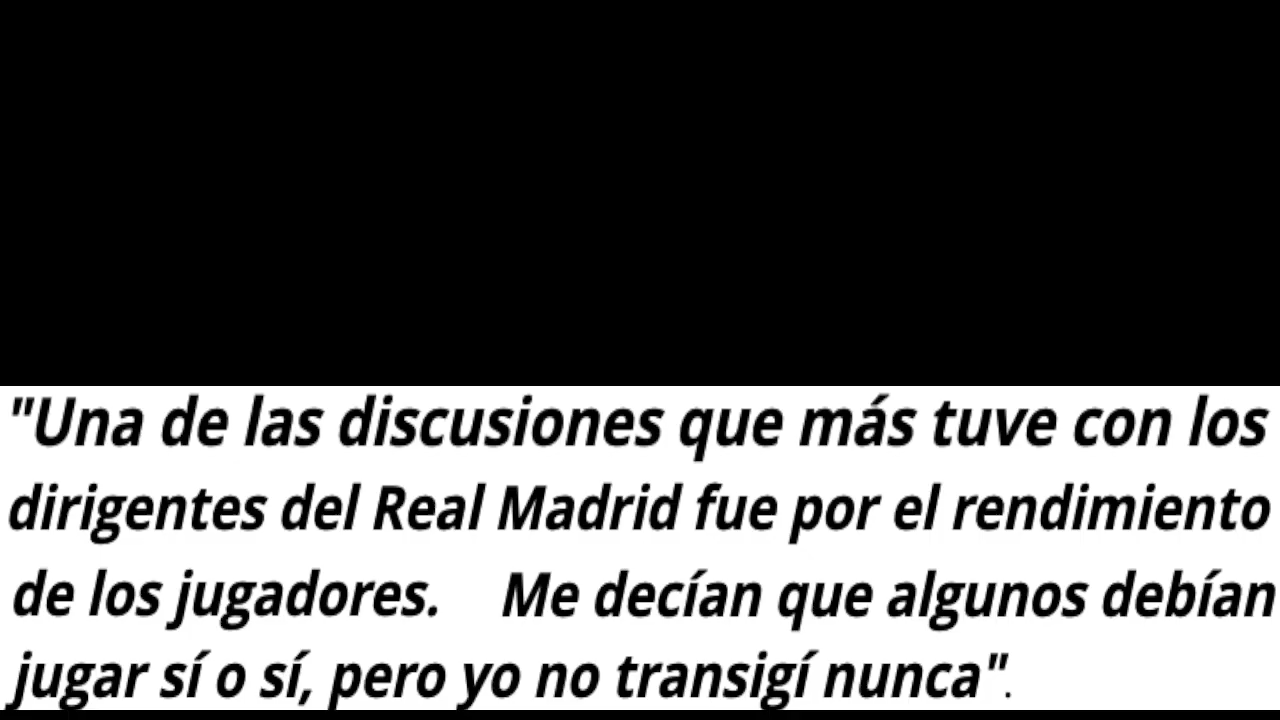 "Una de las discusiones que más tuve con los
dirigentes del Real Madrid fue por el rendimiento
de los jugadores. Me decían que algunos debían
jugar sí o sí, pero yo no transigí nunca".